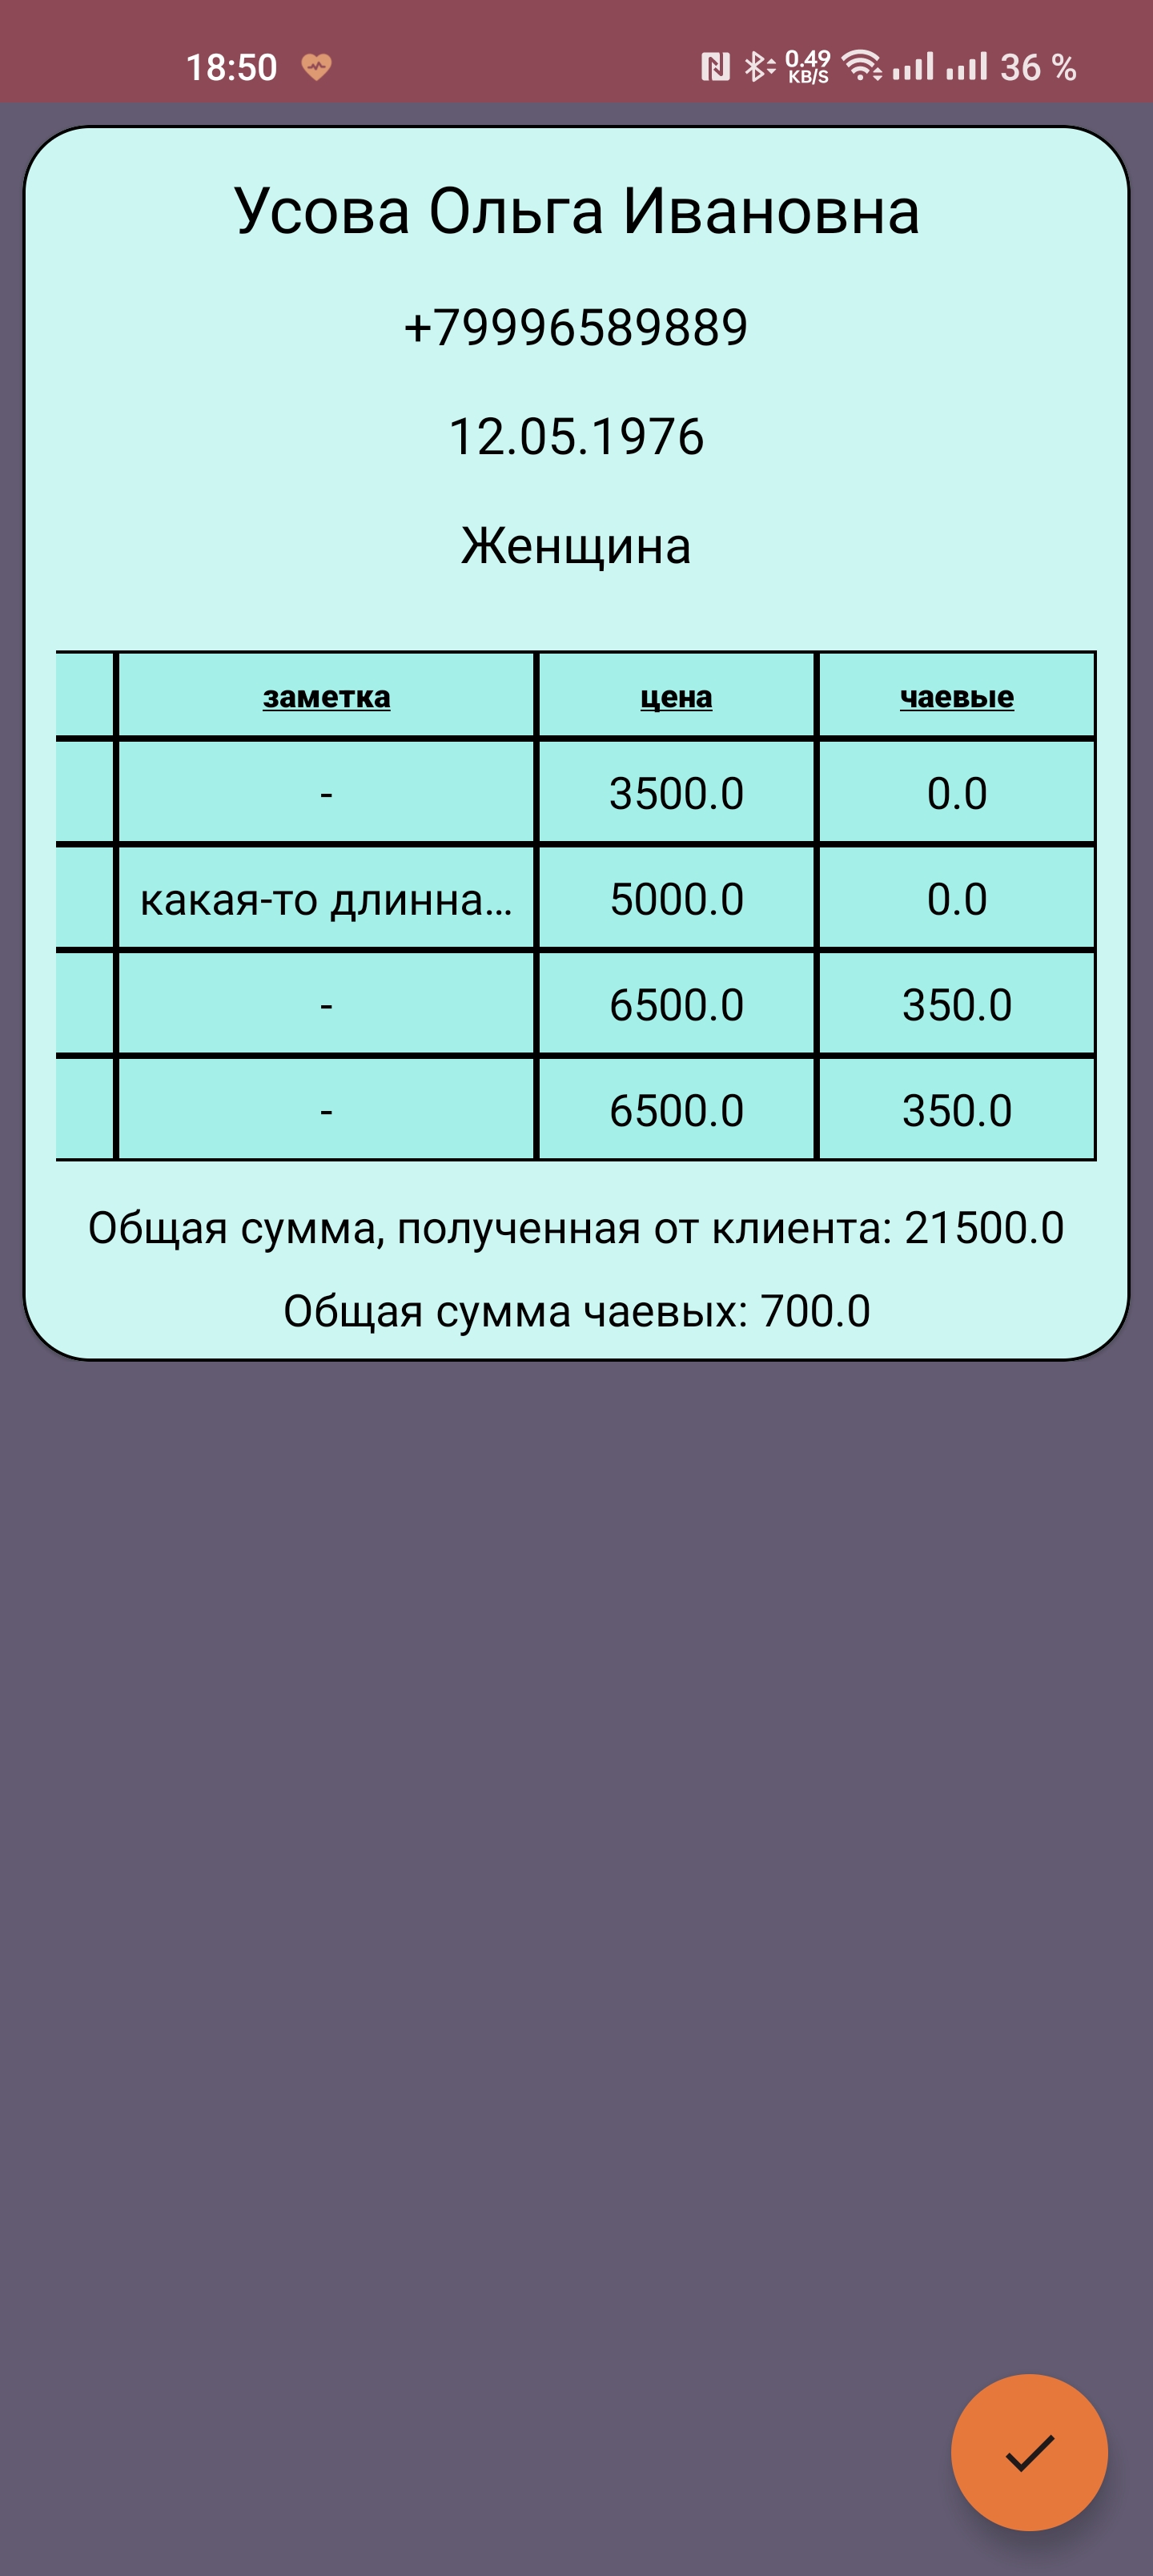 18:50 0.49 KB/S 36 %
Усова Ольга Ивановна
+79996589889
12.05.1976
Женщина
заметка цена чаевые
- 3500.0 0.0
какая-то длинна... 5000.0 0.0
- 6500.0 350.0
- 6500.0 350.0
Общая сумма, полученная от клиента: 21500.0
Общая сумма чаевых: 700.0